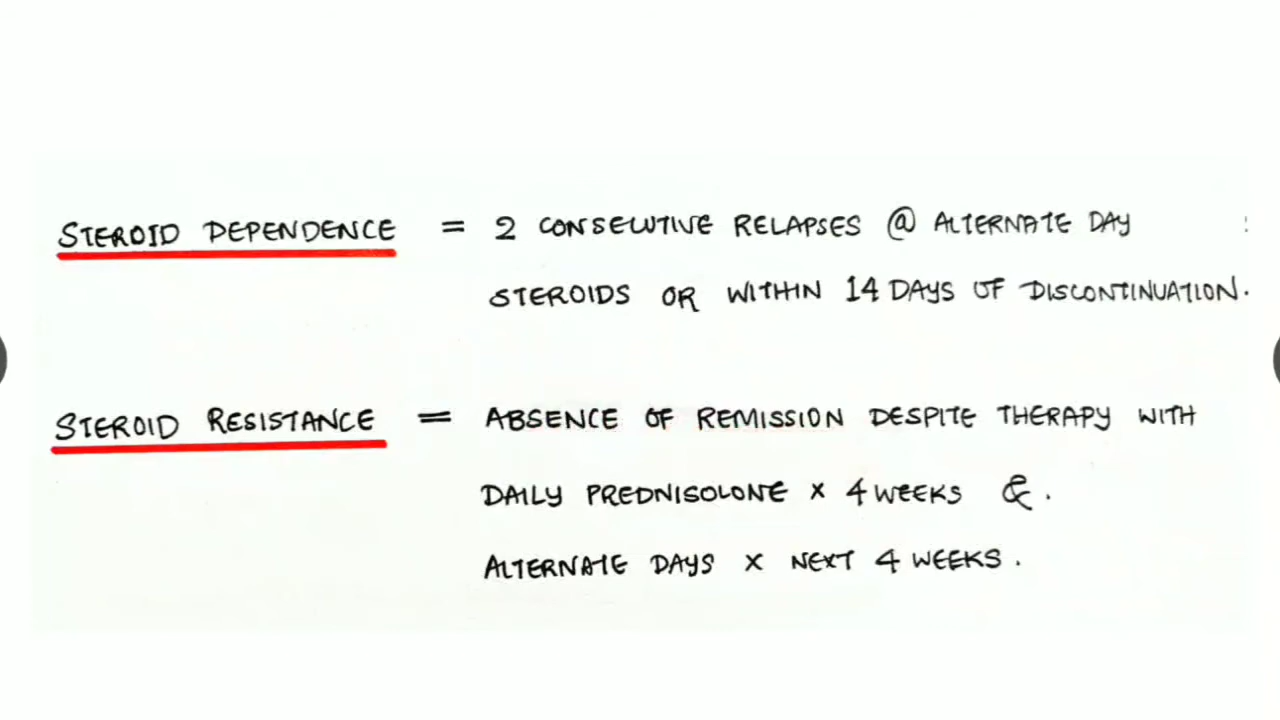 STEROID DEPENDENCE = 2 CONSECUTIVE RELAPSES @ ALTERNATE DAY
STEROIDS OR WITHIN 14 DAYS OF DISCONTINUATION.
STEROID RESISTANCE = ABSENCE OF REMISSION DESPITE THERAPY WITH
DAILY PREDNISOLONE × 4 WEEKS &.
ALTERNATE DAYS × NEXT 4 WEEKS.